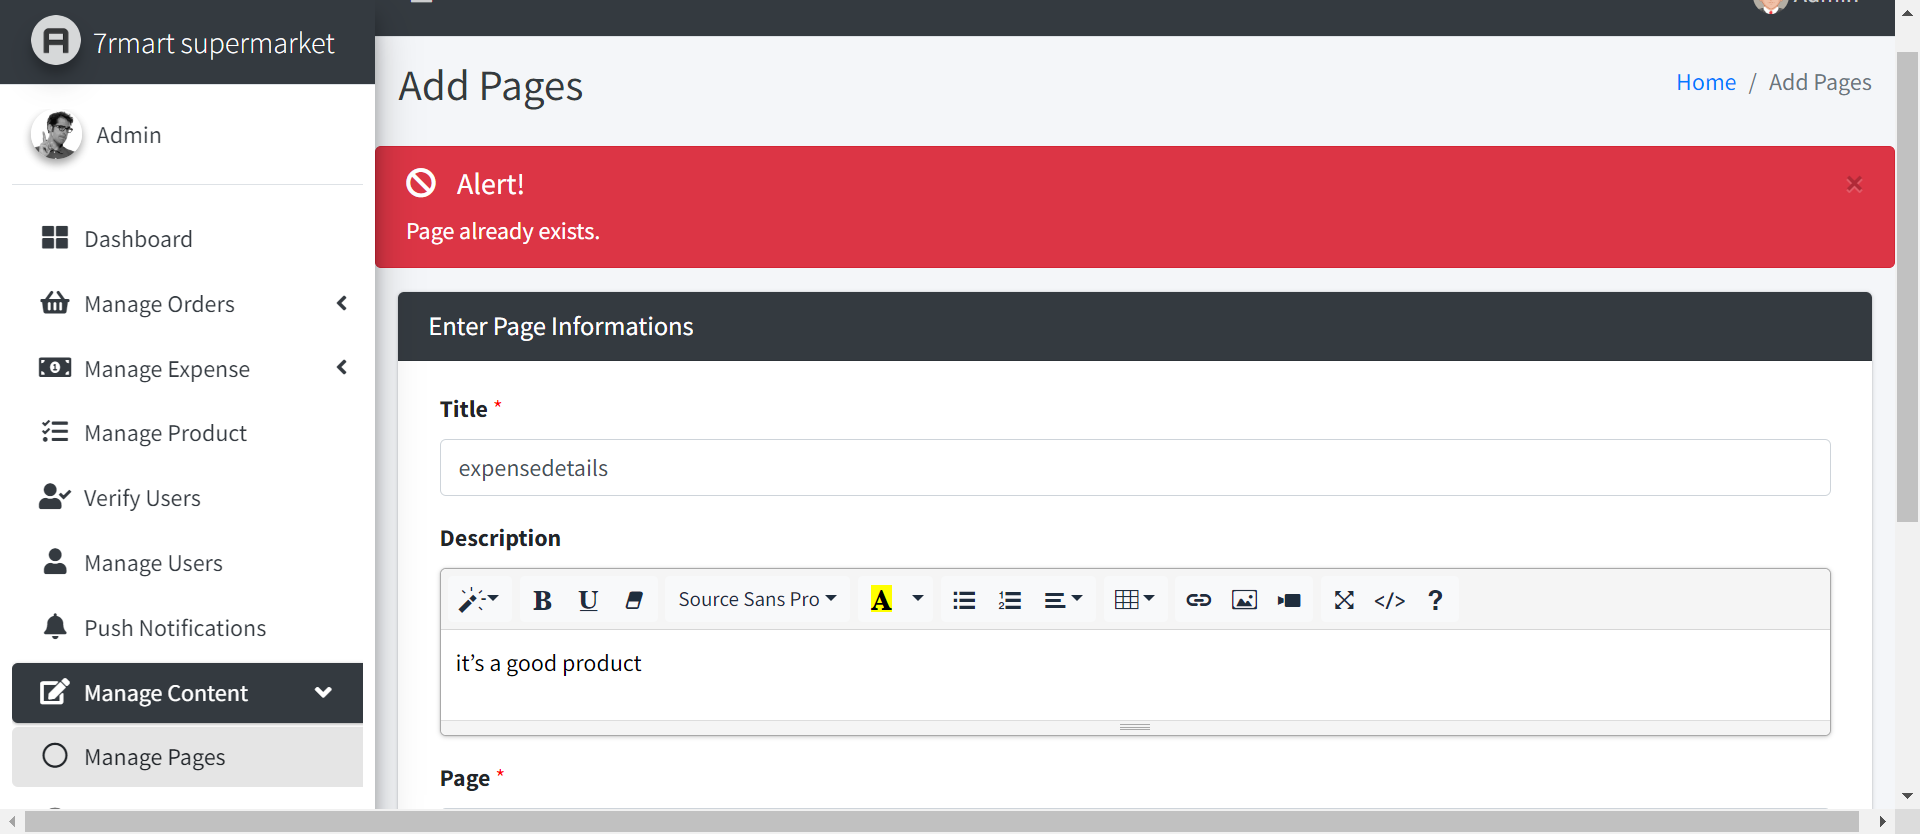 7rmart supermarket
Admin
Add Pages
Home / Add Pages
Admin
Alert!
×
Page already exists.
Dashboard
Manage Orders
Manage Expense
Manage Product
Verify Users
Manage Users
Push Notifications
Manage Content
Manage Pages
Enter Page Informations
Title *
expensedetails
Description
B U Source Sans Pro A </> ?
it’s a good product
Page *